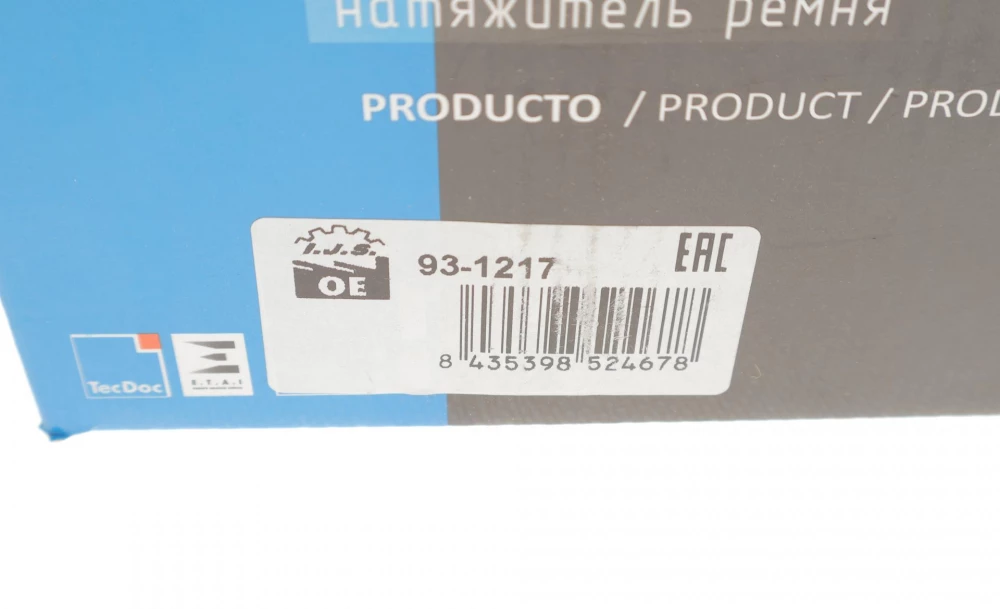 натяжитель ремня
PRODUCTO / PRODUCT / PROD
I.J.S.
OE
93-1217
EAC
8 435398 524678
TecDoc
E.T.A.I